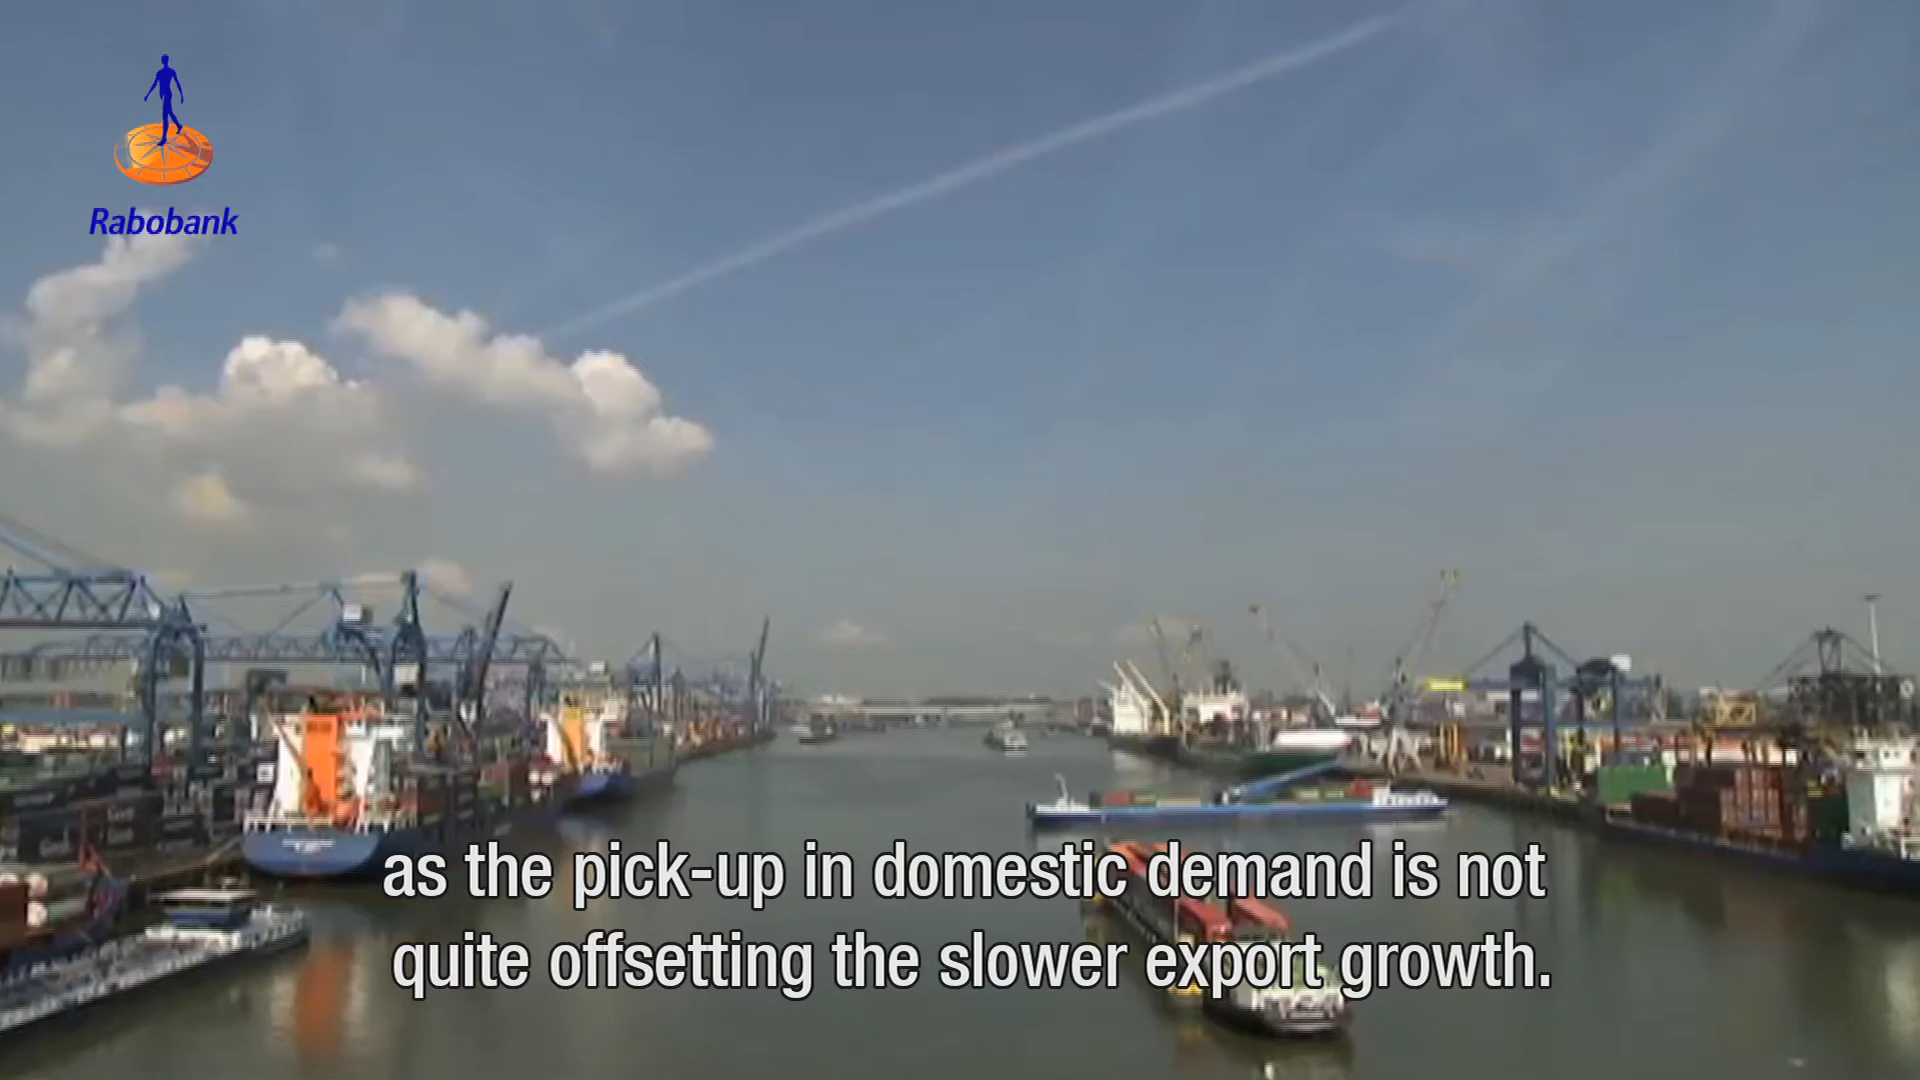 Rabobank
as the pick-up in domestic demand is not
quite offsetting the slower export growth.